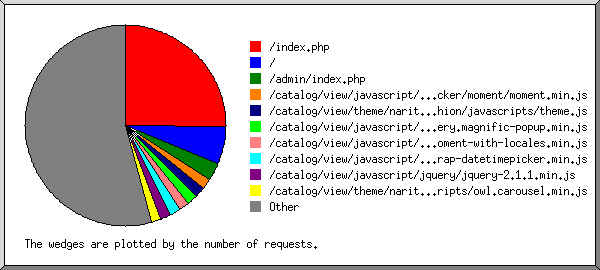 /index.php
/
/admin/index.php
/catalog/view/javascript/...cker/moment/moment.min.js
/catalog/view/theme/narit...hion/javascripts/theme.js
/catalog/view/javascript/...ery.magnific-popup.min.js
/catalog/view/javascript/...oment-with-locales.min.js
/catalog/view/javascript/...rap-datetimepicker.min.js
/catalog/view/javascript/jquery/jquery-2.1.1.min.js
/catalog/view/theme/narit...ripts/owl.carousel.min.js
Other
The wedges are plotted by the number of requests.